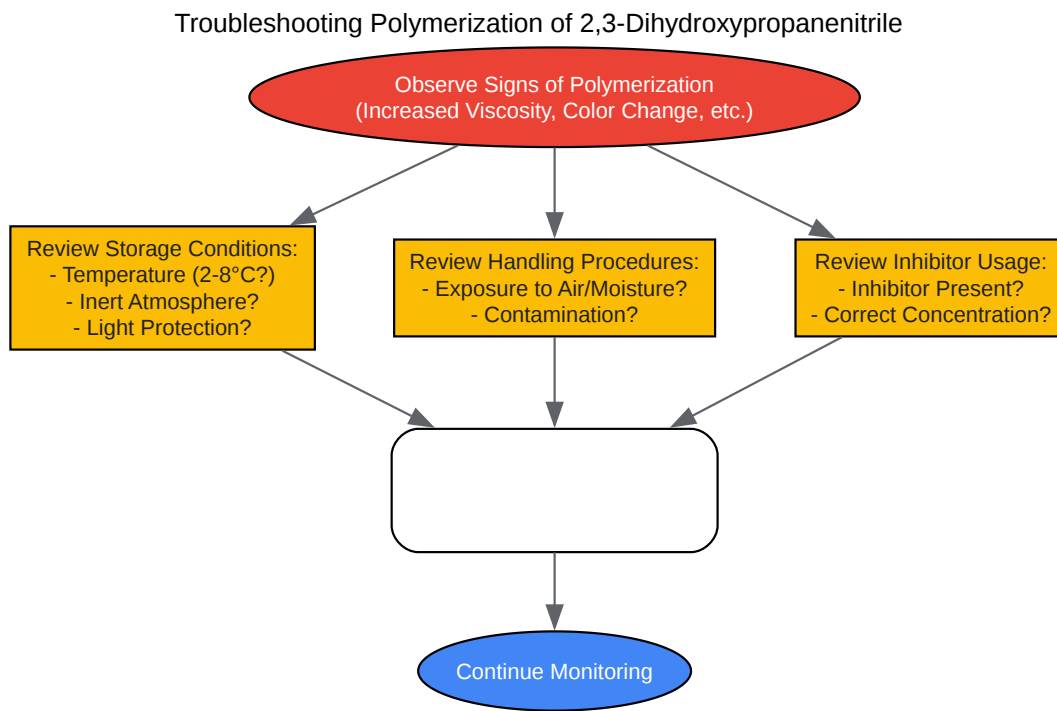 Troubleshooting Polymerization of 2,3-Dihydroxypropanenitrile
Observe Signs of Polymerization
(Increased Viscosity, Color Change, etc.)
Review Storage Conditions:
- Temperature (2-8°C?)
- Inert Atmosphere?
- Light Protection?
Review Handling Procedures:
- Exposure to Air/Moisture?
- Contamination?
Review Inhibitor Usage:
- Inhibitor Present?
- Correct Concentration?
Continue Monitoring